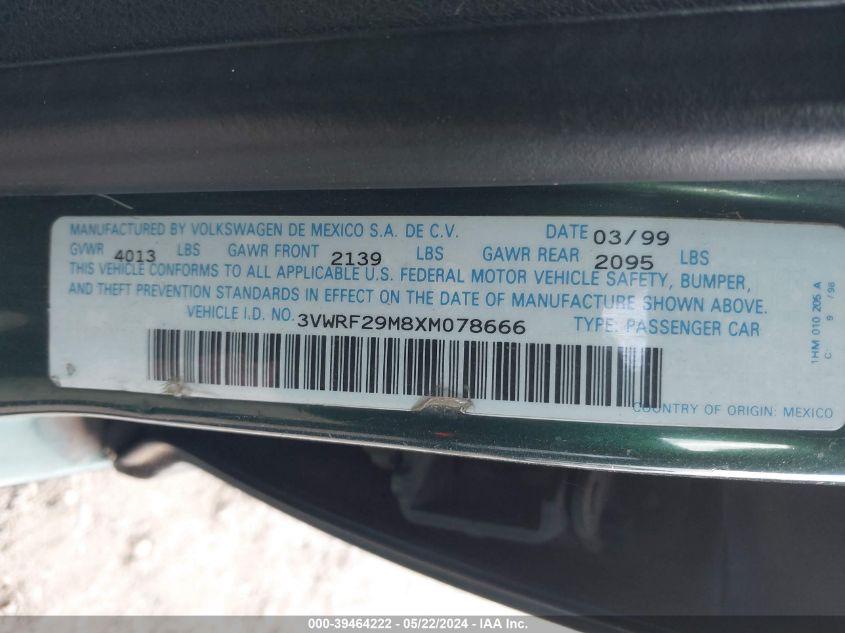 MANUFACTURED BY VOLKSWAGEN DE MEXICO S.A. DE C.V. DATE 03/99
GVWR 4013 LBS GAWR FRONT 2139 LBS GAWR REAR 2095 LBS
THIS VEHICLE CONFORMS TO ALL APPLICABLE U.S. FEDERAL MOTOR VEHICLE SAFETY, BUMPER,
AND THEFT PREVENTION STANDARDS IN EFFECT ON THE DATE OF MANUFACTURE SHOWN ABOVE.
VEHICLE I.D. NO. 3VWRF29M8XM078666 TYPE: PASSENGER CAR
COUNTRY OF ORIGIN: MEXICO
1HM 010 205 A
C: 9 /98
000-39464222 - 05/22/2024 - IAA Inc.